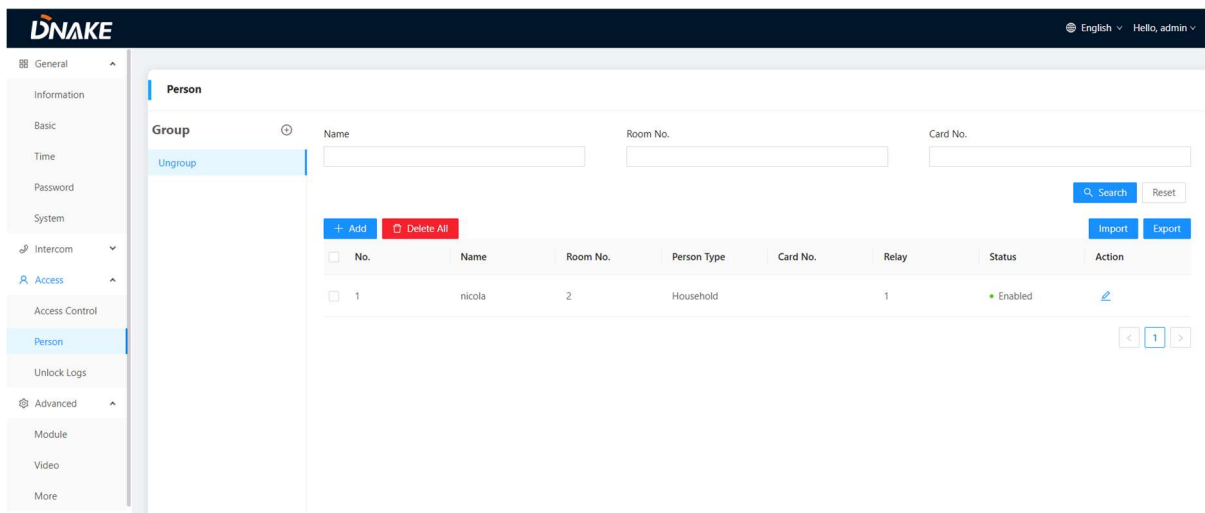 DNAKE
English Hello, admin
General
Information
Basic
Time
Password
System
Intercom
Access
Access Control
Person
Unlock Logs
Advanced
Module
Video
More
Person
Group
Ungroup
Name Room No. Card No.
Search Reset
+ Add Delete All Import Export
No. Name Room No. Person Type Card No. Relay Status Action
1 nicola 2 Household 1 Enabled
< 1 >